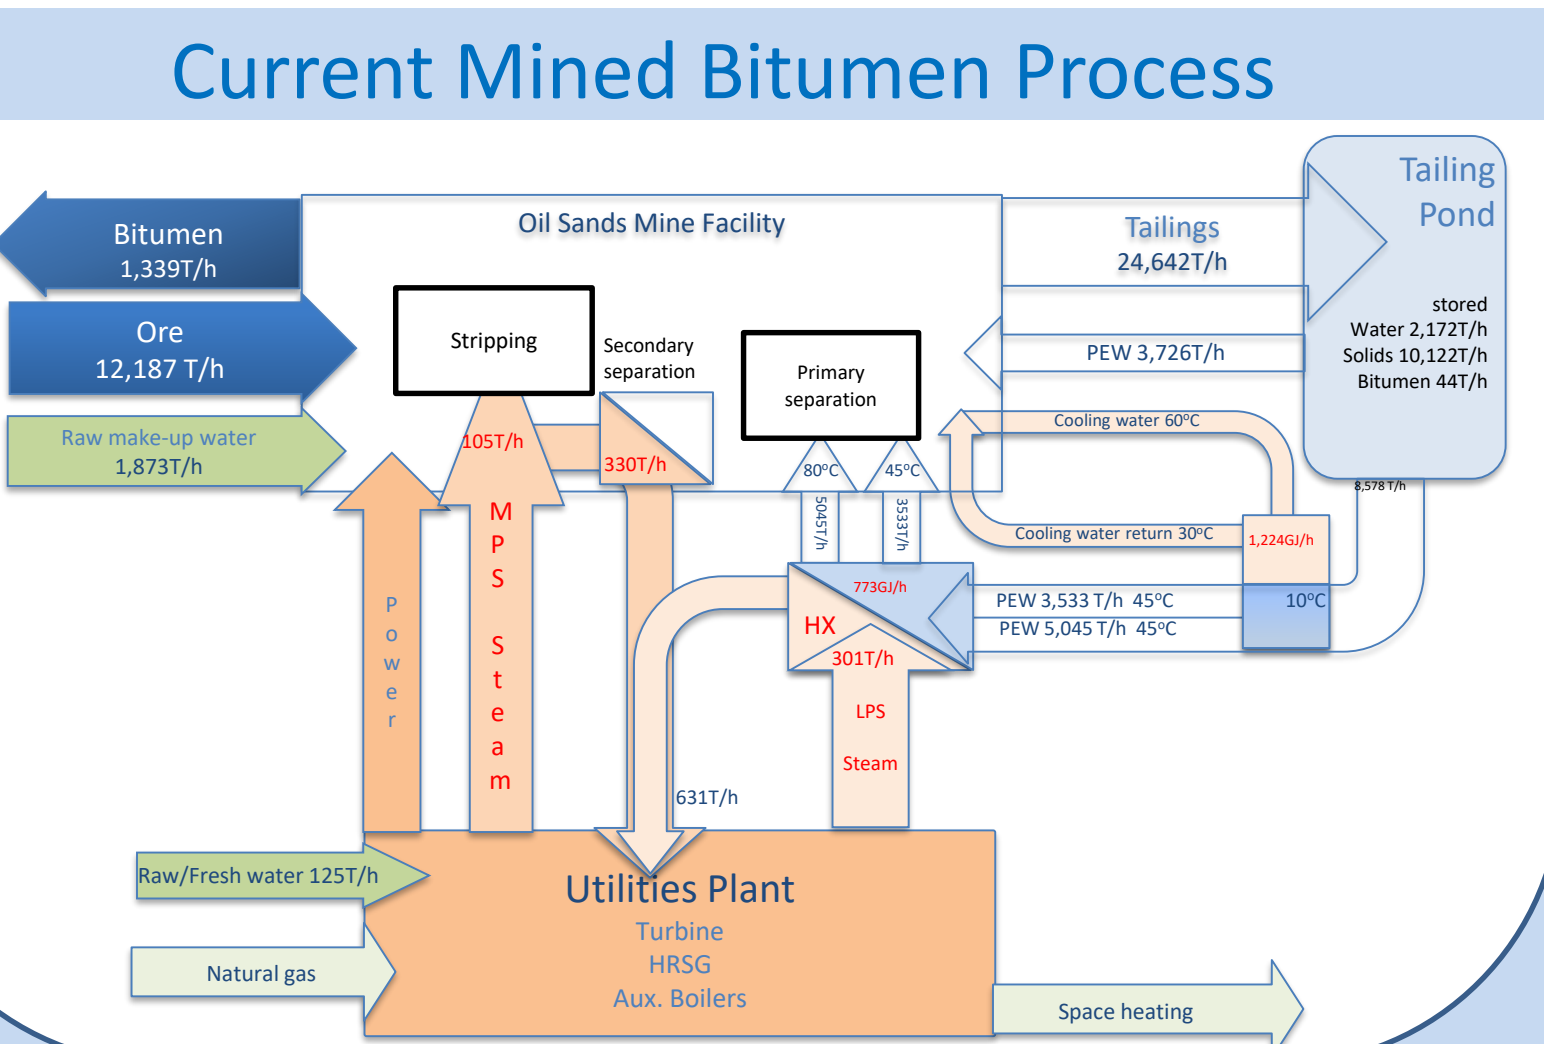 Current Mined Bitumen Process
Bitumen
1,339T/h
Ore
12,187 T/h
Raw make-up water
1,873T/h
Oil Sands Mine Facility
Stripping
Secondary
separation
Primary
separation
105T/h
330T/h
80°C
45°C
5045T/h
3533T/h
Tailings
24,642T/h
PEW 3,726T/h
Tailing
Pond
stored
Water 2,172T/h
Solids 10,122T/h
Bitumen 44T/h
8,578 T/h
Cooling water 60°C
Cooling water return 30°C
1,224GJ/h
10°C
PEW 3,533 T/h 45°C
PEW 5,045 T/h 45°C
773GJ/h
HX
301T/h
LPS
Steam
MPS Steam
Power
631T/h
Raw/Fresh water 125T/h
Natural gas
Utilities Plant
Turbine
HRSG
Aux. Boilers
Space heating